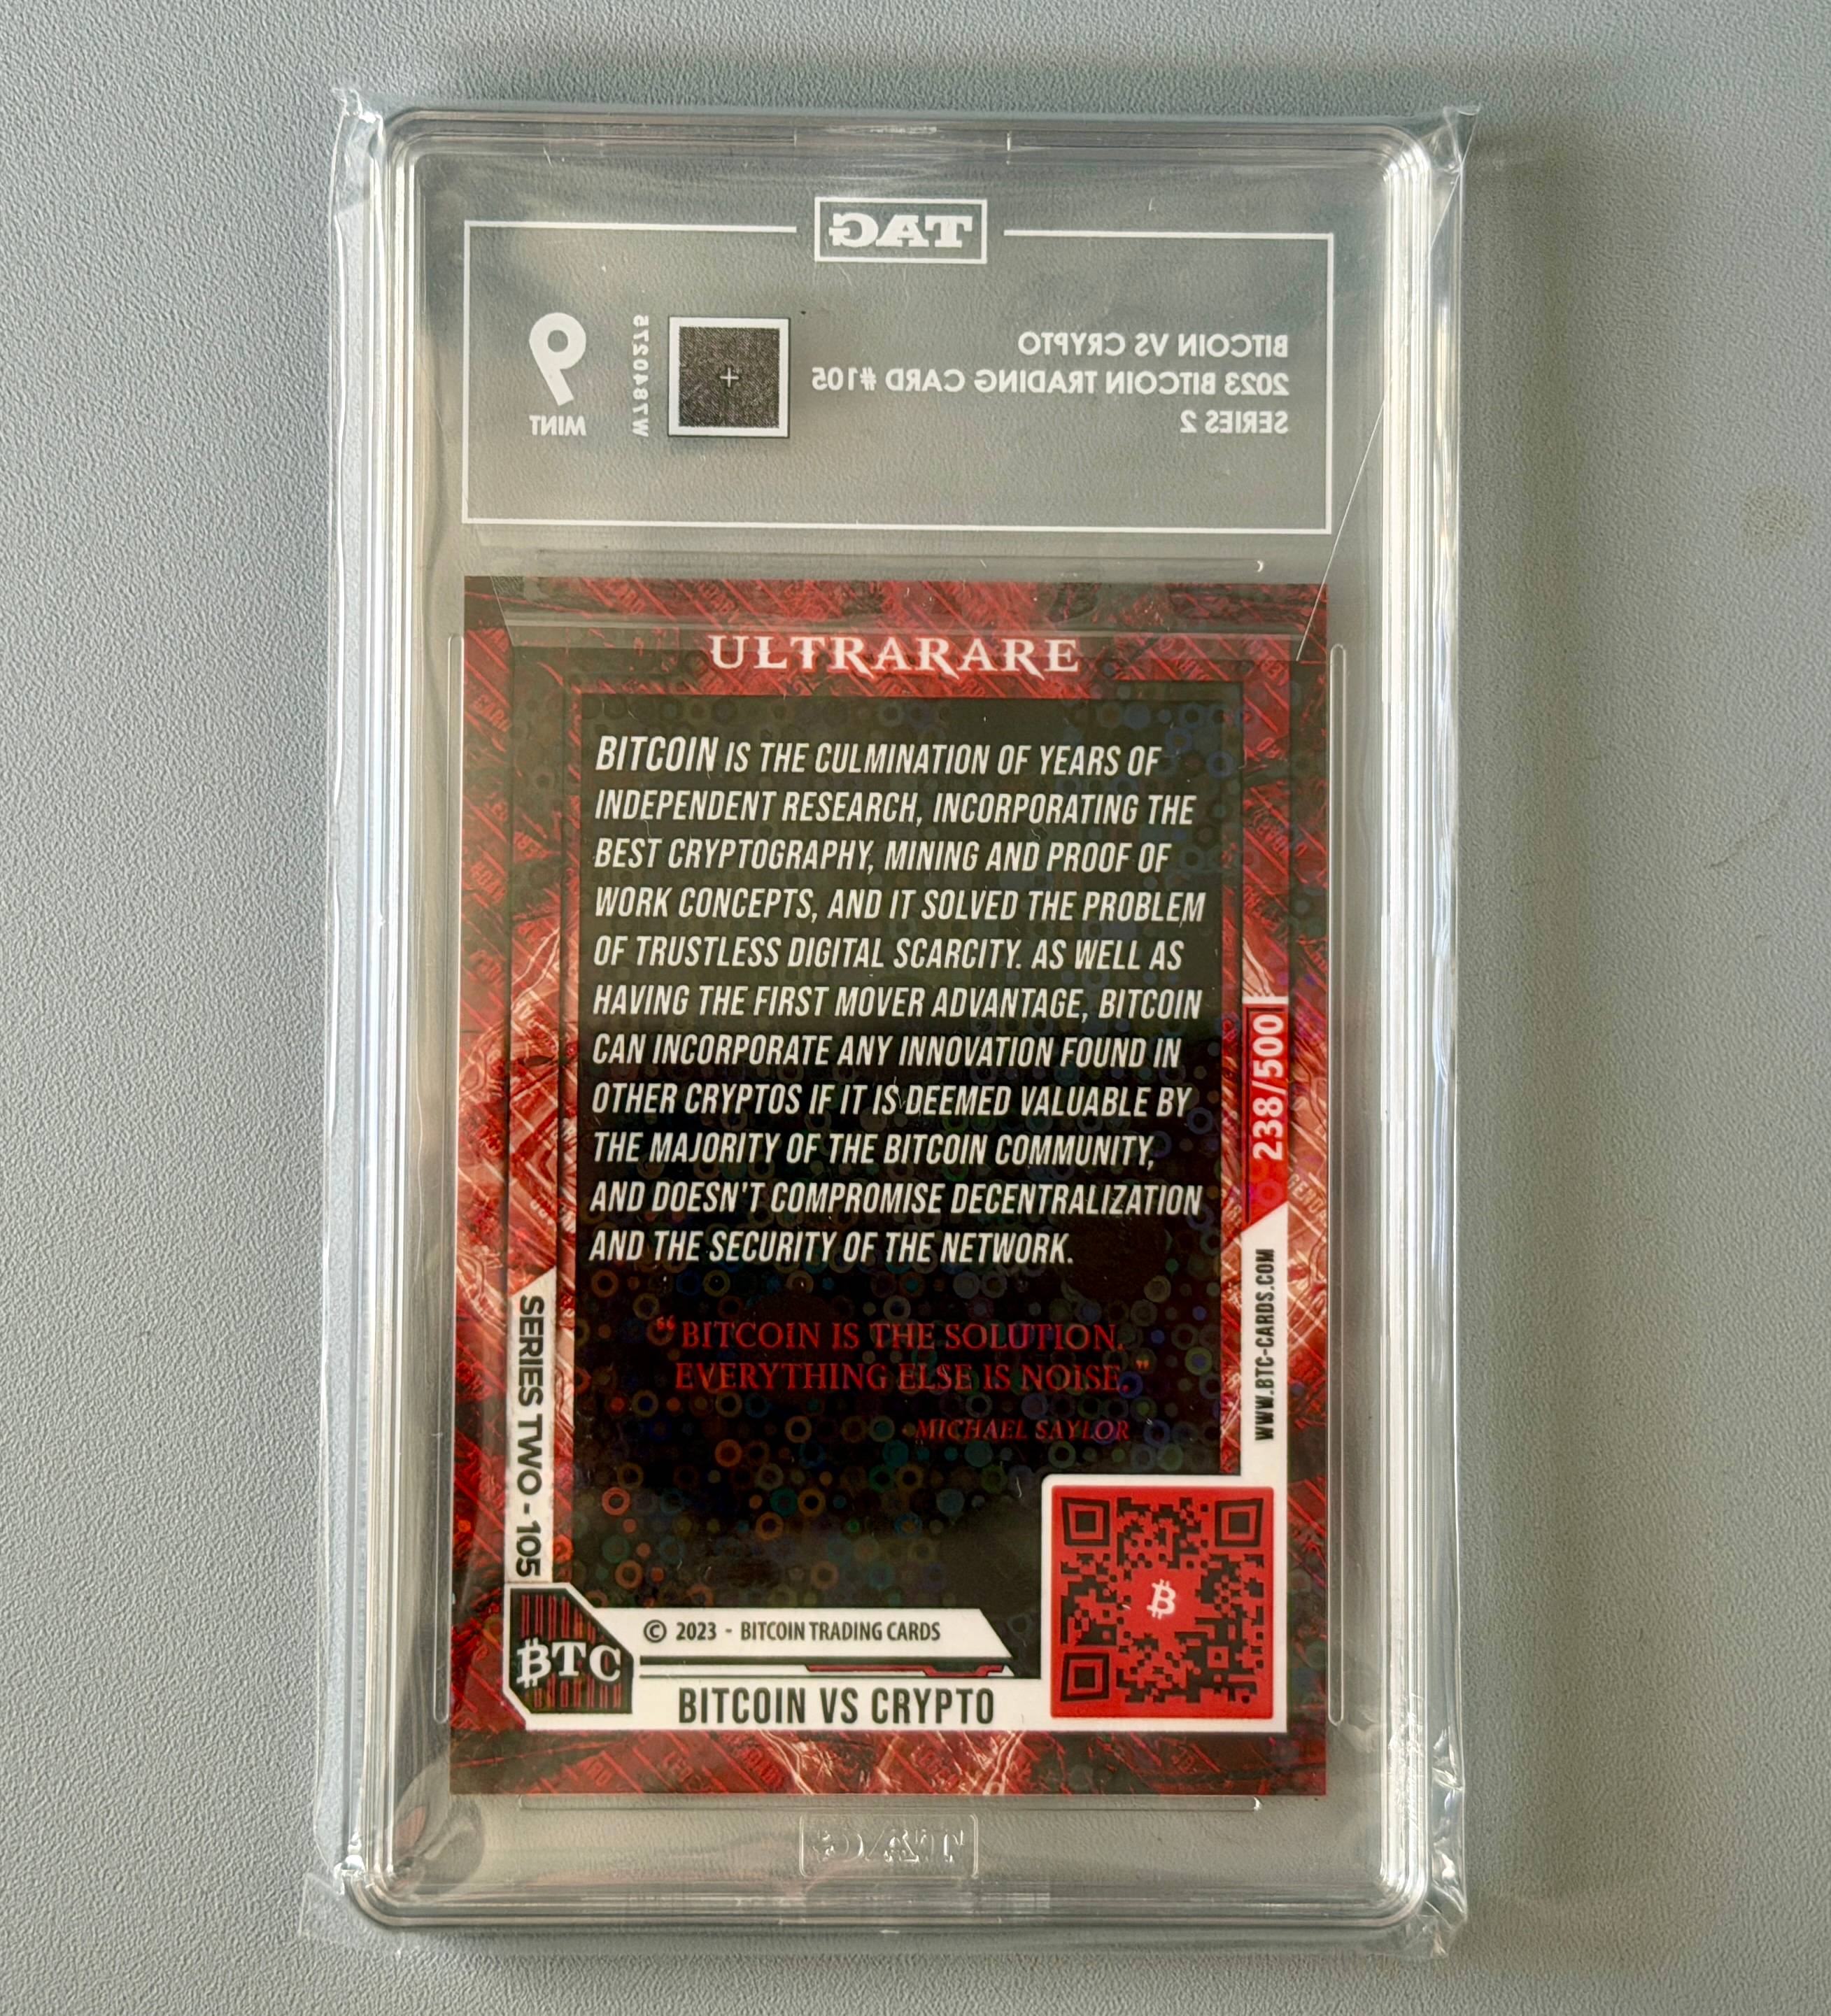 TAG
BITCOIN VS CRYPTO
2023 BITCOIN TRADING CARD #105
SERIES 2
W7840275
9
MINT
ULTRARARE
BITCOIN IS THE CULMINATION OF YEARS OF
INDEPENDENT RESEARCH, INCORPORATING THE
BEST CRYPTOGRAPHY, MINING AND PROOF OF
WORK CONCEPTS, AND IT SOLVED THE PROBLEM
OF TRUSTLESS DIGITAL SCARCITY. AS WELL AS
HAVING THE FIRST MOVER ADVANTAGE, BITCOIN
CAN INCORPORATE ANY INNOVATION FOUND IN
OTHER CRYPTOS IF IT IS DEEMED VALUABLE BY
THE MAJORITY OF THE BITCOIN COMMUNITY,
AND DOESN'T COMPROMISE DECENTRALIZATION
AND THE SECURITY OF THE NETWORK.
“BITCOIN IS THE SOLUTION.
EVERYTHING ELSE IS NOISE.”
-MICHAEL SAYLOR
238/500
WWW.BTC-CARDS.COM
SERIES TWO - 105
₿TC
© 2023 - BITCOIN TRADING CARDS
BITCOIN VS CRYPTO
₿
TAG